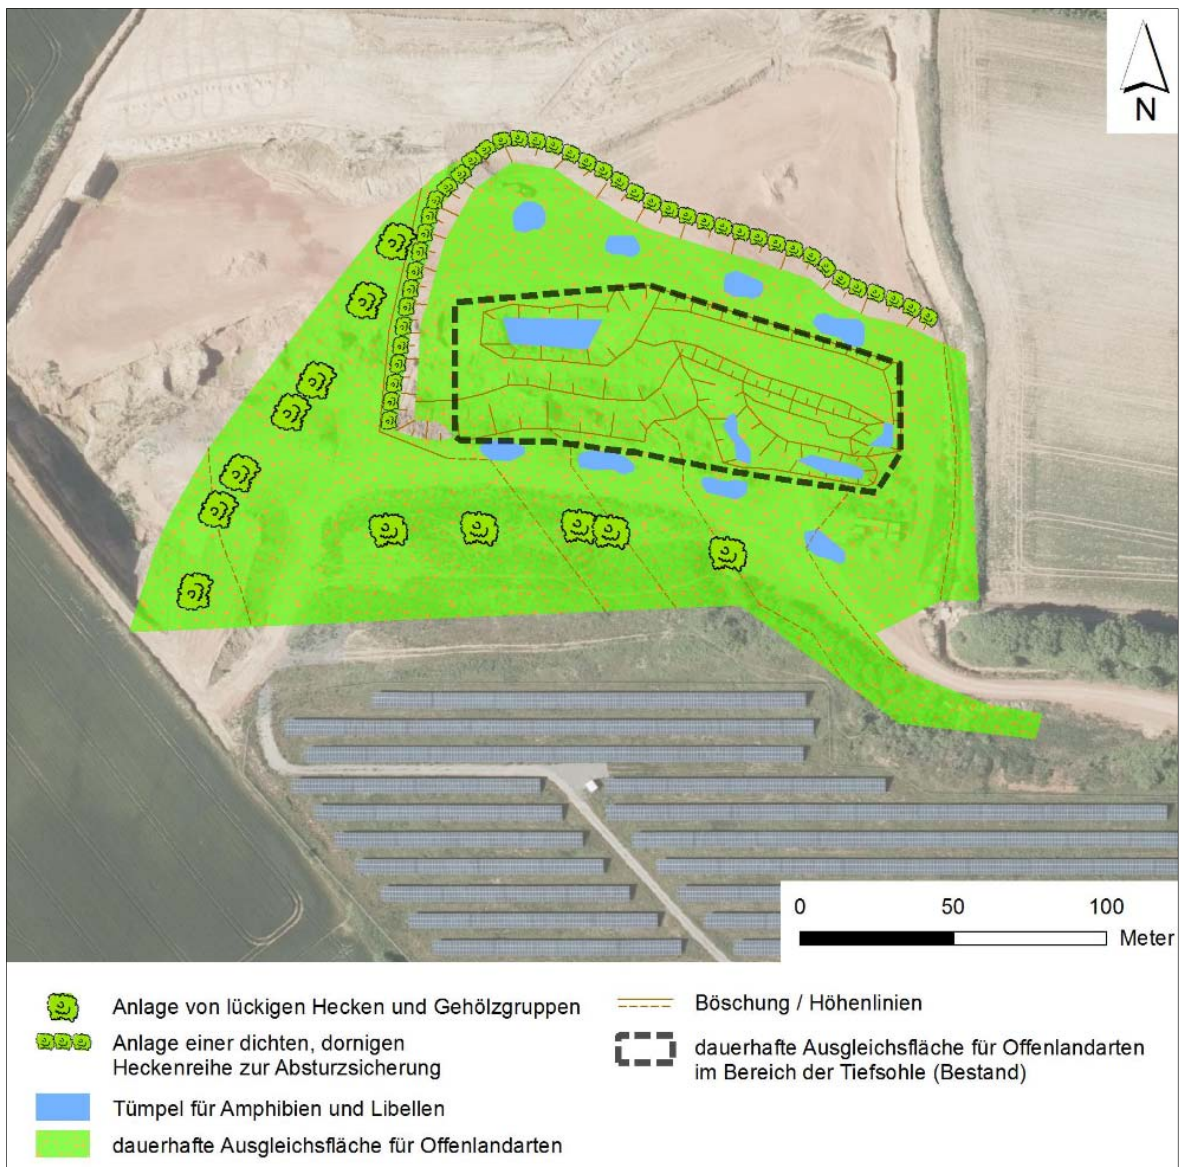 N
0 50 100
Meter
Anlage von lückigen Hecken und Gehölzgruppen
Anlage einer dichten, dornigen
Heckenreihe zur Absturzsicherung
Tümpel für Amphibien und Libellen
dauerhafte Ausgleichsfläche für Offenlandarten
Böschung / Höhenlinien
dauerhafte Ausgleichsfläche für Offenlandarten
im Bereich der Tiefsohle (Bestand)